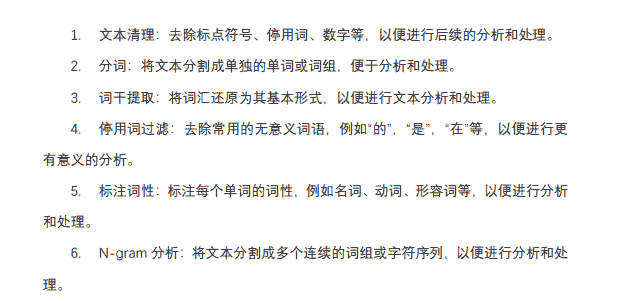 1. 文本清理：去除标点符号、停用词、数字等，以便进行后续的分析和处理。
2. 分词：将文本分割成单独的单词或词组，便于分析和处理。
3. 词干提取：将词汇还原为其基本形式，以便进行文本分析和处理。
4. 停用词过滤：去除常用的无意义词语，例如“的”，“是”，“在”等，以便进行更
有意义的分析。
5. 标注词性：标注每个单词的词性，例如名词、动词、形容词等，以便进行分析
和处理。
6. N-gram 分析：将文本分割成多个连续的词组或字符序列，以便进行分析和处
理。